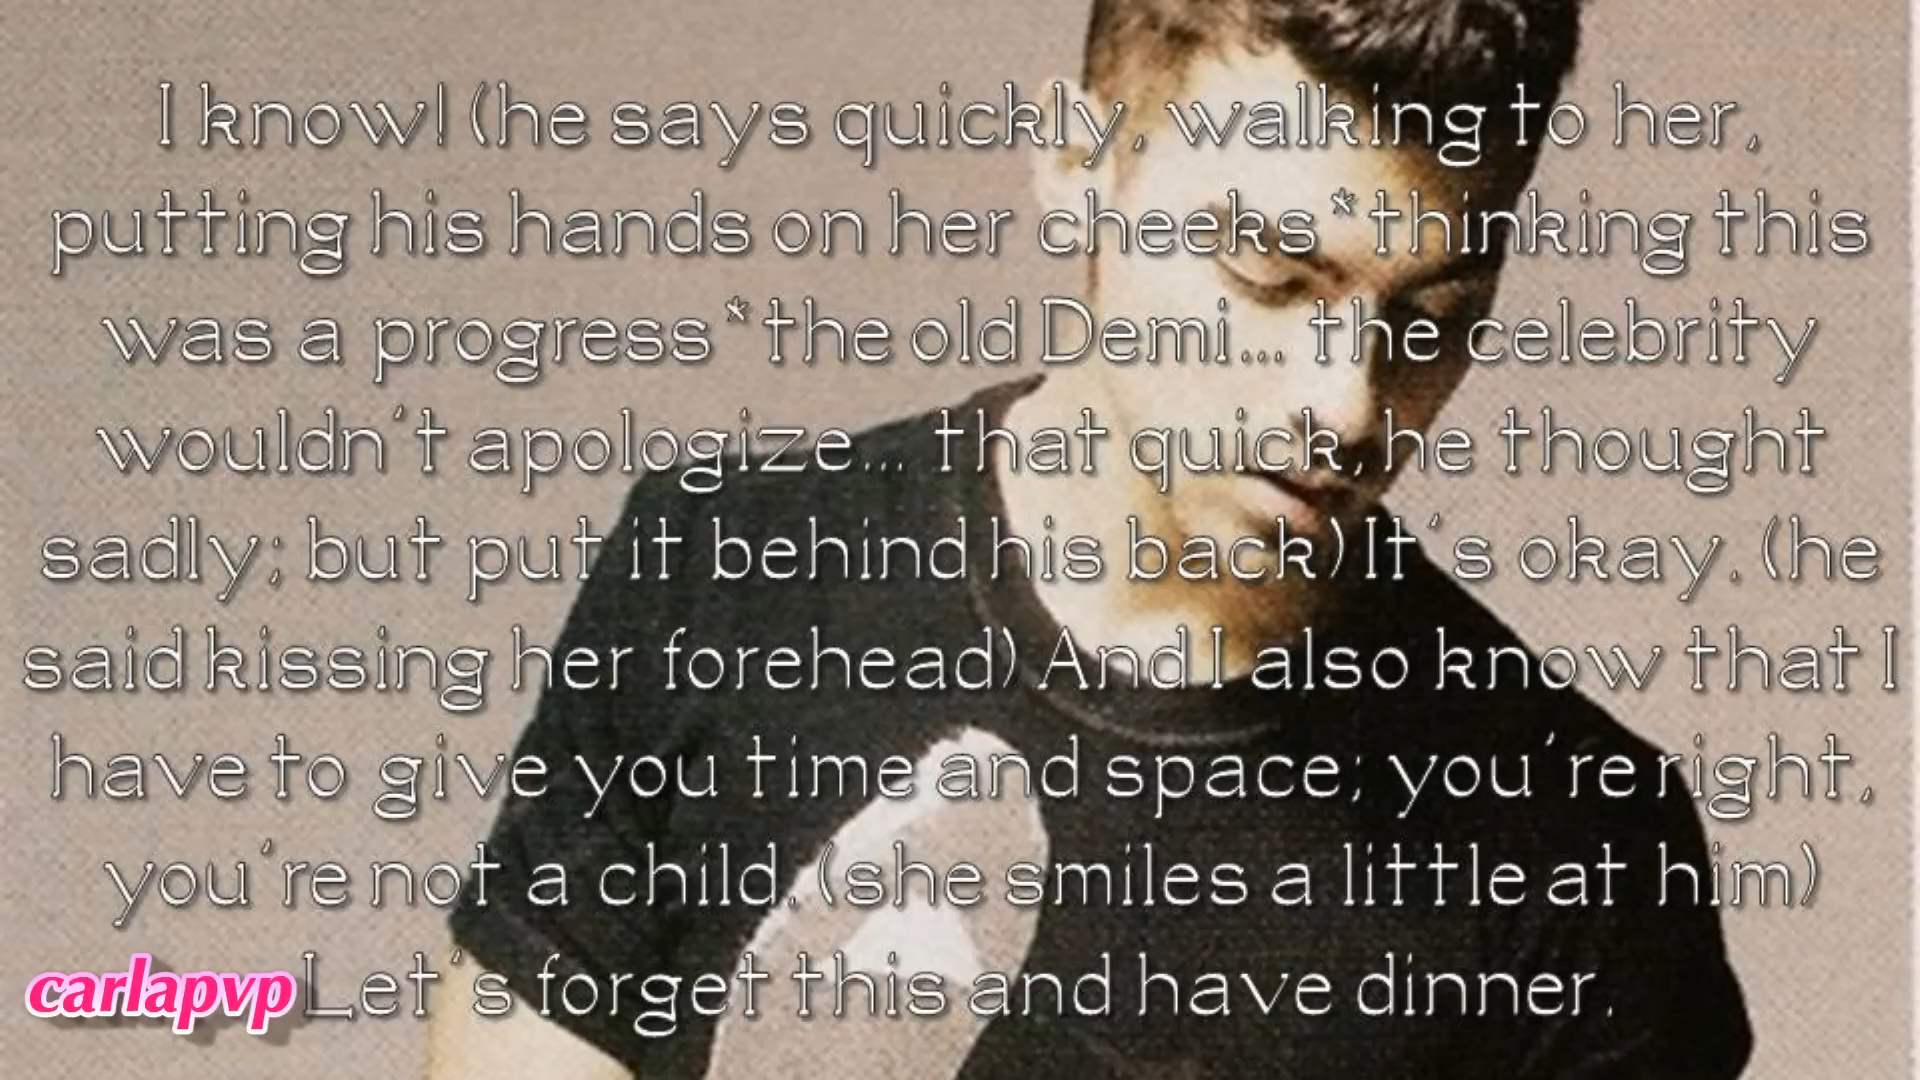 I know! (he says quickly, walking to her,
putting his hands on her cheeks*thinking this
was a progress*the old Demi... the celebrity
wouldn't apologize... that quick,he thought
sadly; but put it behind his back) It's okay. (he
said kissing her forehead) And I also know that I
have to give you time and space; you're right,
you're not a child. (she smiles a little at him)
Let's forget this and have dinner.
carlapvp